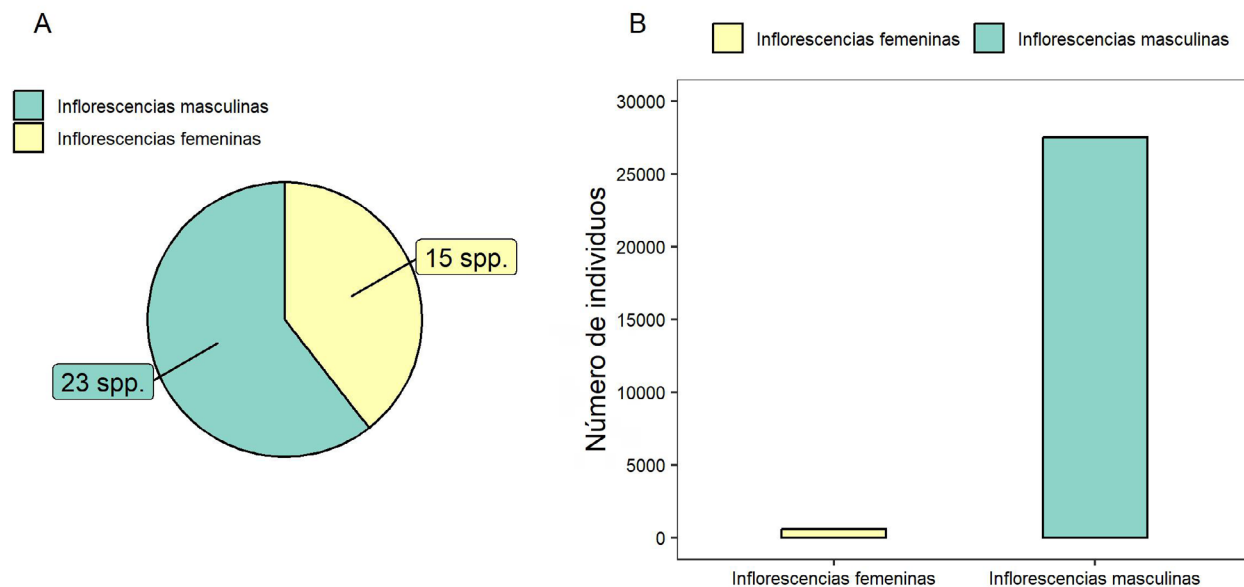 A
Inflorescencias masculinas
Inflorescencias femeninas
15 spp.
23 spp.
B
Inflorescencias femeninas
Inflorescencias masculinas
Número de individuos
30000
25000
20000
15000
10000
5000
0
Inflorescencias femeninas
Inflorescencias masculinas